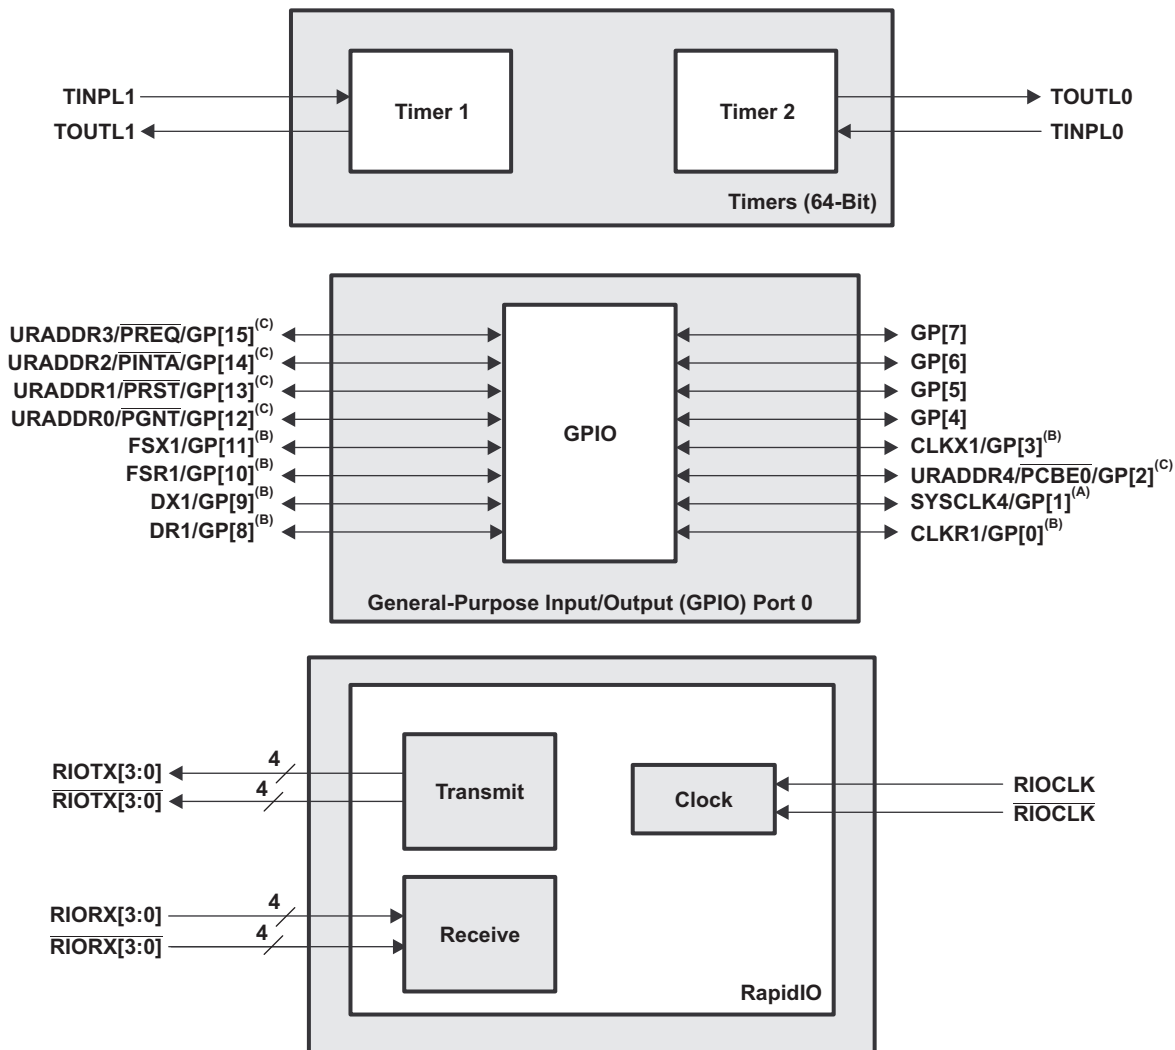 TINPL1
TOUTL1
Timer 1
Timer 2
TOUTL0
TINPL0
Timers (64-Bit)
URADDR3/PREQ/GP[15](C)
URADDR2/PINTA/GP[14](C)
URADDR1/PRST/GP[13](C)
URADDR0/PGNT/GP[12](C)
FSX1/GP[11](B)
FSR1/GP[10](B)
DX1/GP[9](B)
DR1/GP[8](B)
GPIO
GP[7]
GP[6]
GP[5]
GP[4]
CLKX1/GP[3](B)
URADDR4/PCBE0/GP[2](C)
SYSCLK4/GP[1](A)
CLKR1/GP[0](B)
General-Purpose Input/Output (GPIO) Port 0
RIOTX[3:0]
4
RIOTX[3:0]
4
Transmit
Clock
RIOCLK
RIOCLK
RIORX[3:0]
4
RIORX[3:0]
4
Receive
RapidIO